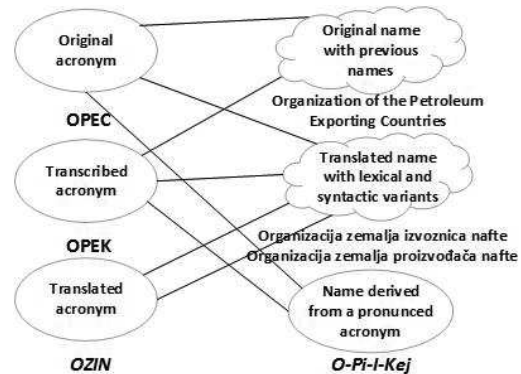 Original
acronym
OPEC
Transcribed
acronym
OPEK
Translated
acronym
OZIN
Original name
with previous
names
Organization of the Petroleum
Exporting Countries
Translated name
with lexical and
syntactic variants
Organizacija zemalja izvoznica nafte
Organizacija zemalja proizvođača nafte
Name derived
from a pronunced
acronym
O-Pi-I-Kej